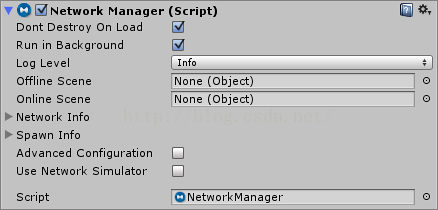 Network Manager (Script)
Dont Destroy On Load
Run in Background
Log Level Info
Offline Scene None (Object)
Online Scene None (Object)
Network Info
http://blog.csdn.net
Spawn Info
Advanced Configuration
Use Network Simulator
Script NetworkManager